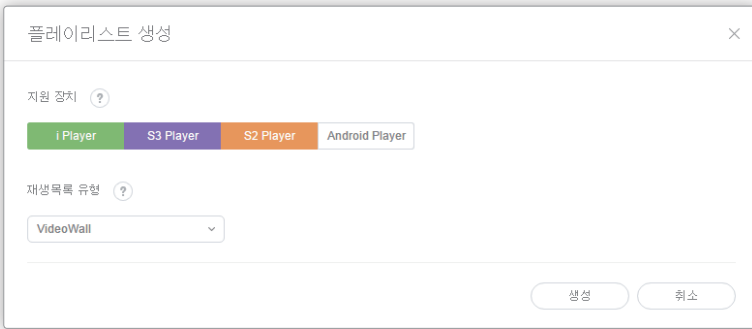 플레이리스트 생성
지원 장치 ?
i Player S3 Player S2 Player Android Player
재생목록 유형 ?
VideoWall
생성 취소